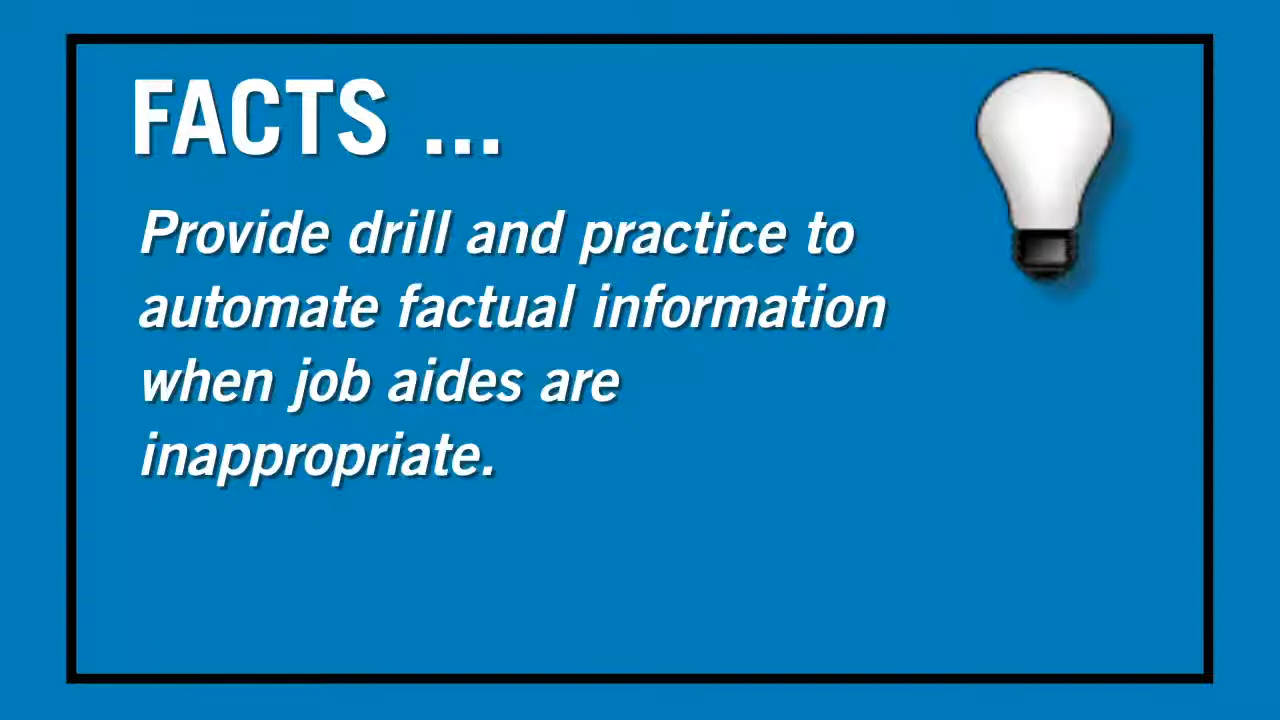 FACTS ...
Provide drill and practice to
automate factual information
when job aides are
inappropriate.